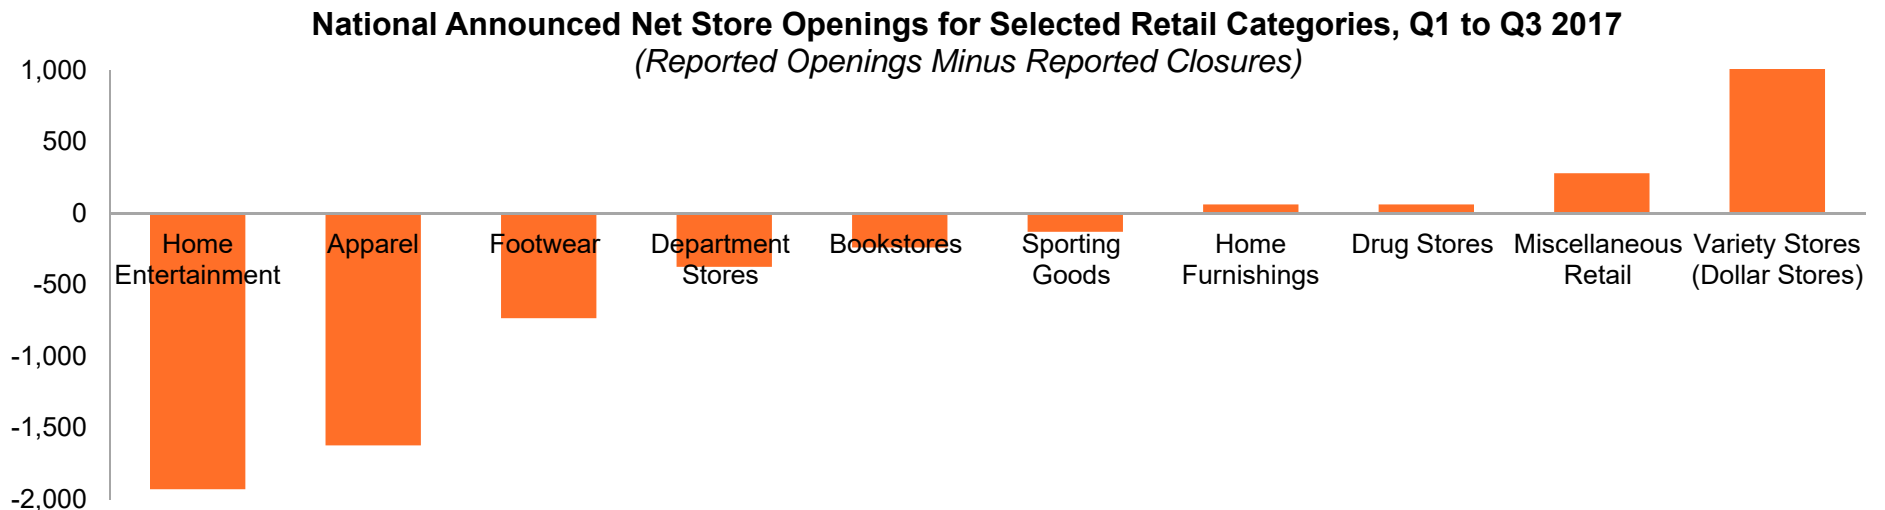 National Announced Net Store Openings for Selected Retail Categories, Q1 to Q3 2017
(Reported Openings Minus Reported Closures)
1,000
500
0
-500
-1,000
-1,500
-2,000
Home
Entertainment
Apparel
Footwear
Department
Stores
Bookstores
Sporting
Goods
Home
Furnishings
Drug Stores
Miscellaneous
Retail
Variety Stores
(Dollar Stores)